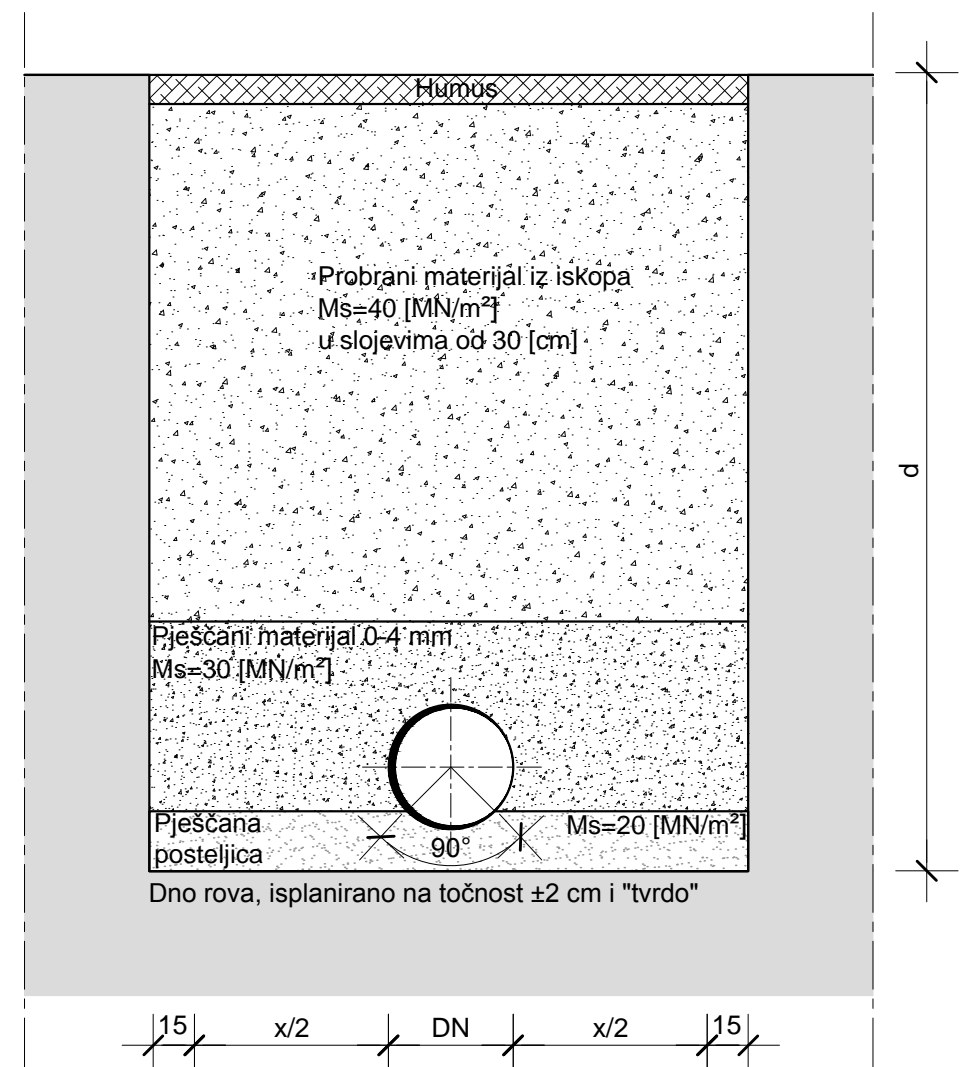 Humus
Probrani materijal iz iskopa
Ms=40 [MN/m²]
u slojevima od 30 [cm]
d
Pješčani materijal 0-4 mm
Ms=30 [MN/m²]
Pješčana
posteljica
90°
Ms=20 [MN/m²]
Dno rova, isplanirano na točnost ±2 cm i "tvrdo"
15 x/2 DN x/2 15